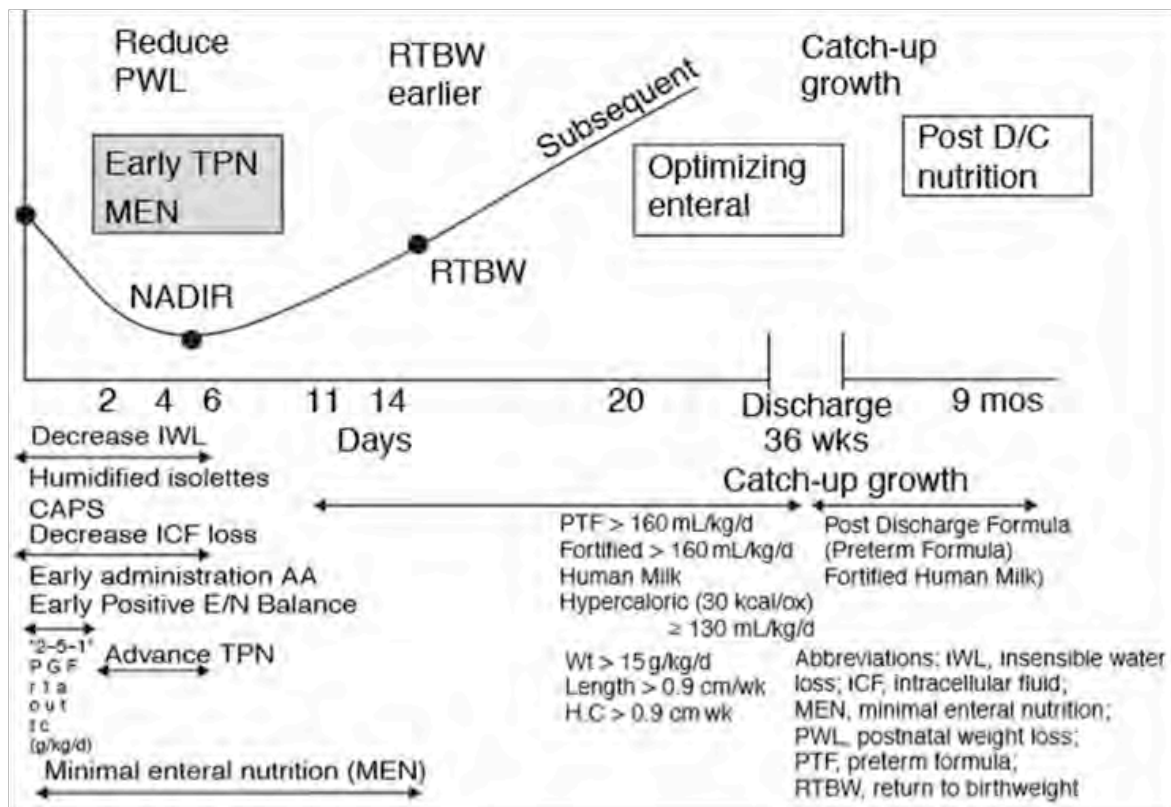 Reduce
PWL
RTBW
earlier
Catch-up
growth
Subsequent
Early TPN
MEN
Optimizing
enteral
Post D/C
nutrition
NADIR
RTBW
2 4 6 11 14 20 Discharge 9 mos
Days 36 wks
Decrease IWL
Humidified isolettes
CAPS
Decrease ICF loss
Early administration AA
Early Positive E/N Balance
"2–5–1"
P G F
r l a
o u t
t c
(g/kg/d)
Advance TPN
Minimal enteral nutrition (MEN)
Catch-up growth
PTF > 160 mL/kg/d
Fortified > 160 mL/kg/d
Human Milk
Hypercaloric (30 kcal/ox)
≥ 130 mL/kg/d
Wt > 15 g/kg/d
Length > 0.9 cm/wk
H.C > 0.9 cm wk
Post Discharge Formula
(Preterm Formula)
Fortified Human Milk)
Abbreviations; IWL, Insensible water
loss; ICF, intracellular fluid;
MEN, minimal enteral nutrition;
PWL, postnatal weight loss;
PTF, preterm formula;
RTBW, return to birthweight